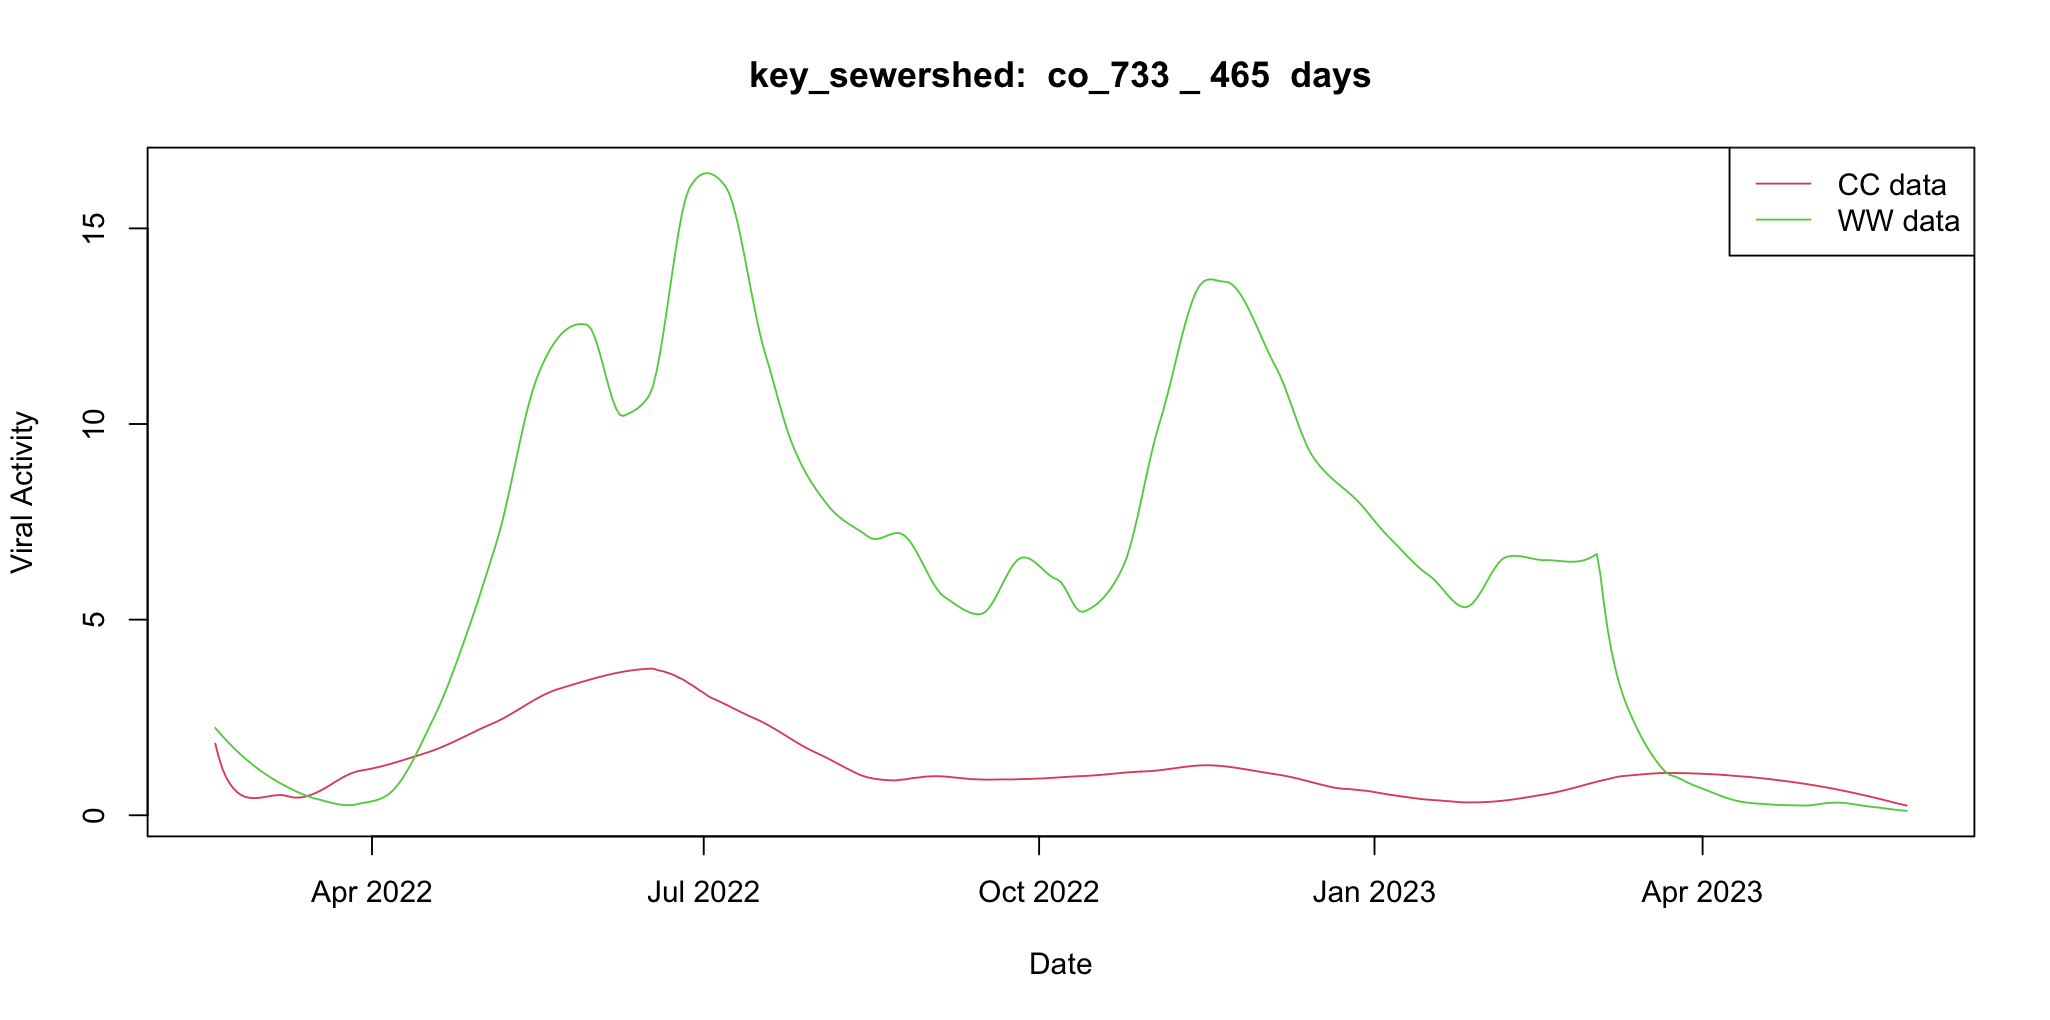 key_sewershed:  co_733 _ 465  days
CC data
WW data
Viral Activity
15
10
5
0
Apr 2022
Jul 2022
Oct 2022
Jan 2023
Apr 2023
Date